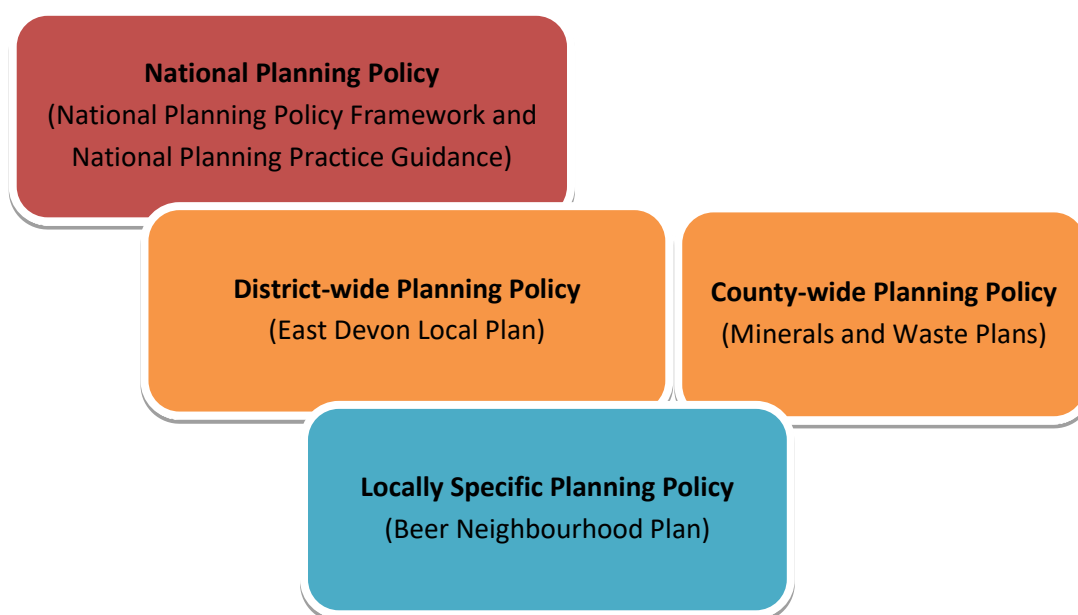 National Planning Policy
(National Planning Policy Framework and
National Planning Practice Guidance)
District-wide Planning Policy
(East Devon Local Plan)
County-wide Planning Policy
(Minerals and Waste Plans)
Locally Specific Planning Policy
(Beer Neighbourhood Plan)